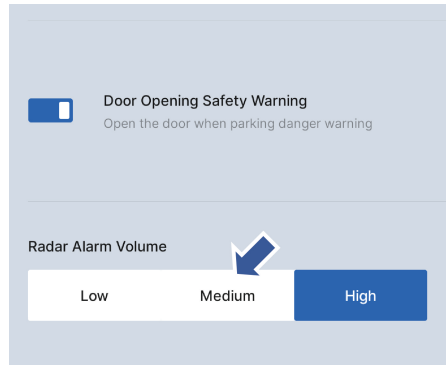 Door Opening Safety Warning
Open the door when parking danger warning
Radar Alarm Volume
Low
Medium
High